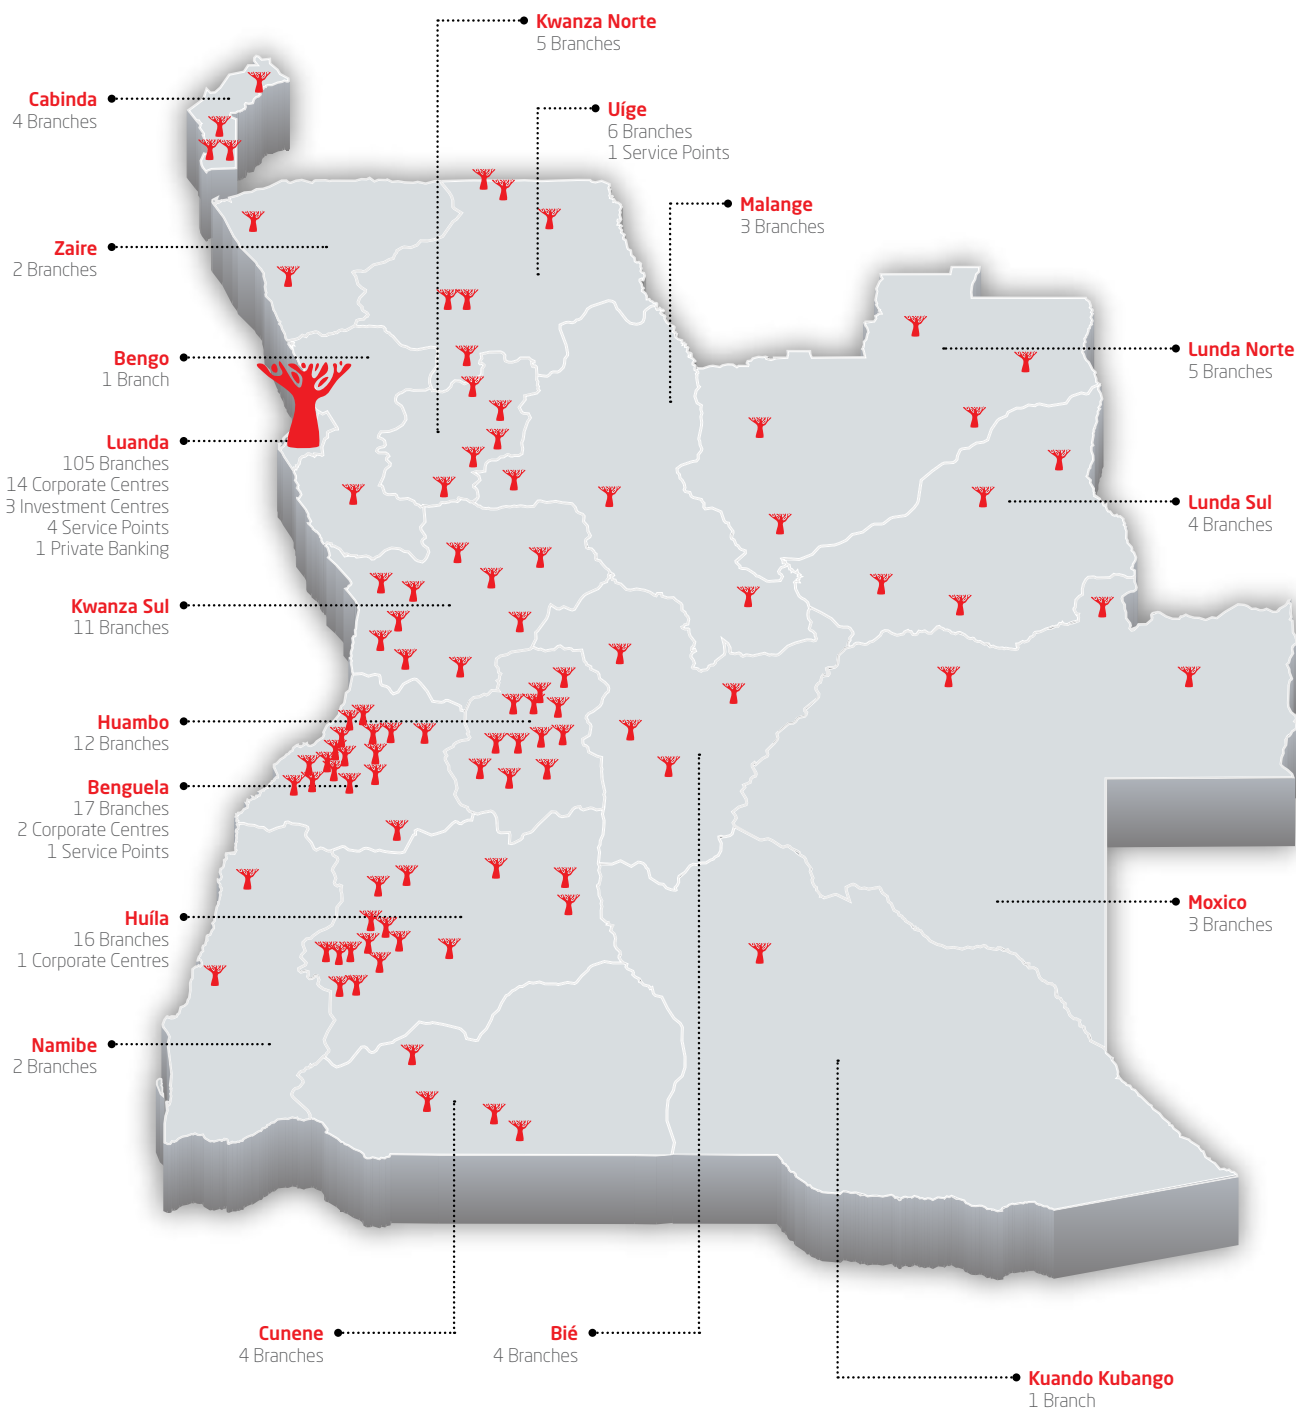 Kwanza Norte
5 Branches
Cabinda
4 Branches
Uíge
6 Branches
1 Service Points
Malange
3 Branches
Zaire
2 Branches
Bengo
1 Branch
Lunda Norte
5 Branches
Luanda
105 Branches
14 Corporate Centres
3 Investment Centres
4 Service Points
1 Private Banking
Lunda Sul
4 Branches
Kwanza Sul
11 Branches
Huambo
12 Branches
Benguela
17 Branches
2 Corporate Centres
1 Service Points
Moxico
3 Branches
Huíla
16 Branches
1 Corporate Centres
Namibe
2 Branches
Cunene
4 Branches
Bié
4 Branches
Kuando Kubango
1 Branch